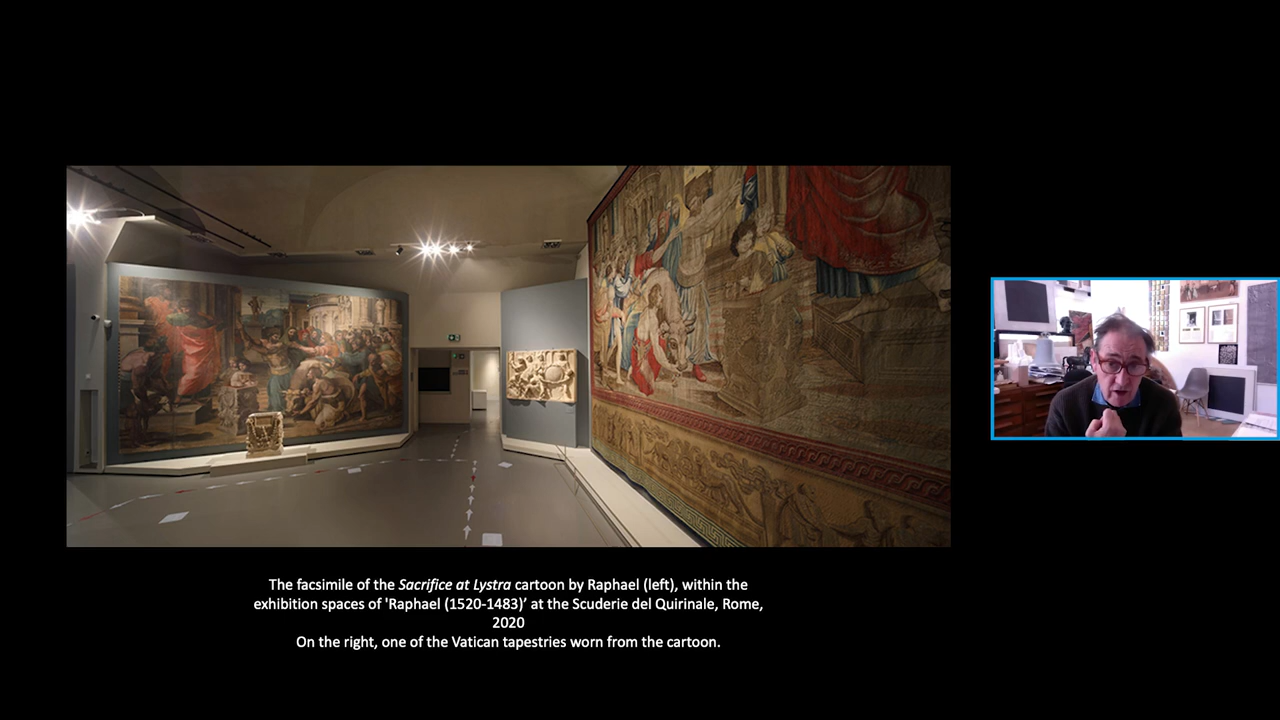 The facsimile of the Sacrifice at Lystra cartoon by Raphael (left), within the
exhibition spaces of 'Raphael (1520-1483)’ at the Scuderie del Quirinale, Rome,
2020
On the right, one of the Vatican tapestries worn from the cartoon.